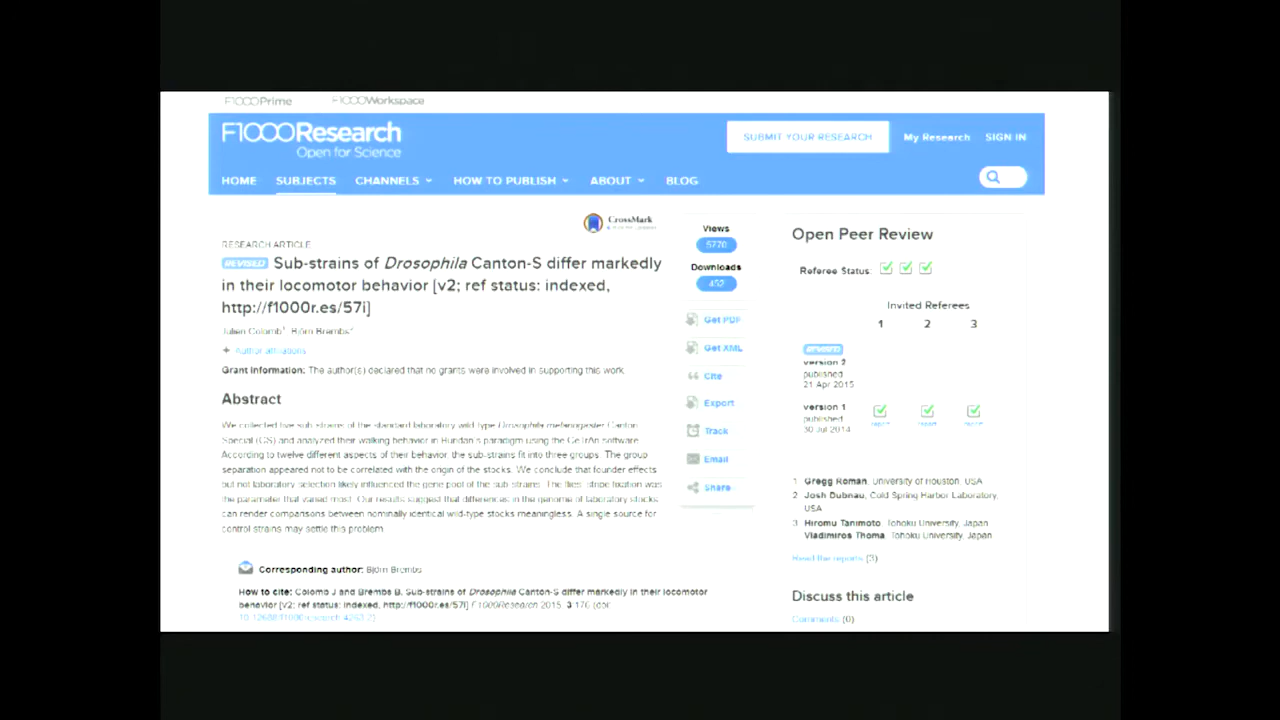 F1000Prime
F1000Workspace
F1000Research
Open for Science
SUBMIT YOUR RESEARCH
My Research
SIGN IN
HOME
SUBJECTS
CHANNELS
HOW TO PUBLISH
ABOUT
BLOG
CrossMark
RESEARCH ARTICLE
REVISED Sub-strains of Drosophila Canton-S differ markedly
in their locomotor behavior [v2; ref status: indexed,
http://f1000r.es/57i]
Julien Colomb1, Björn Brembs2
+ Author affiliations
Grant information: The author(s) declared that no grants were involved in supporting this work.
Abstract
We collected five sub-strains of the standard laboratory wild-type Drosophila melanogaster Canton
Special (CS) and analyzed their walking behavior in Buridan's paradigm using the CeTrAn software.
According to twelve different aspects of their behavior, the sub-strains fit into three groups. The group
separation appeared not to be correlated with the origin of the stocks. We conclude that founder effects
but not laboratory selection likely influenced the gene pool of the sub-strains. The flies' stripe fixation was
the parameter that varied most. Our results suggest that differences in the genome of laboratory stocks
can render comparisons between nominally identical wild-type stocks meaningless. A single source for
control strains may settle this problem.
Corresponding author: Björn Brembs
How to cite: Colomb J and Brembs B. Sub-strains of Drosophila Canton-S differ markedly in their locomotor
behavior [v2; ref status: indexed, http://f1000r.es/57i] F1000Research 2015, 3:176 (doi:
Views
5770
Downloads
452
Get PDF
Get XML
Cite
Export
Track
Email
Share
Open Peer Review
Referee Status:
Invited Referees
1 2 3
REVISED
version 2
published
21 Apr 2015
version 1
published
30 Jul 2014
report report report
1 Gregg Roman, University of Houston, USA
2 Josh Dubnau, Cold Spring Harbor Laboratory,
USA
3 Hiromu Tanimoto, Tohoku University, Japan
Vladimiros Thoma, Tohoku University, Japan
Read the reports (3)
Discuss this article
Comments (0)